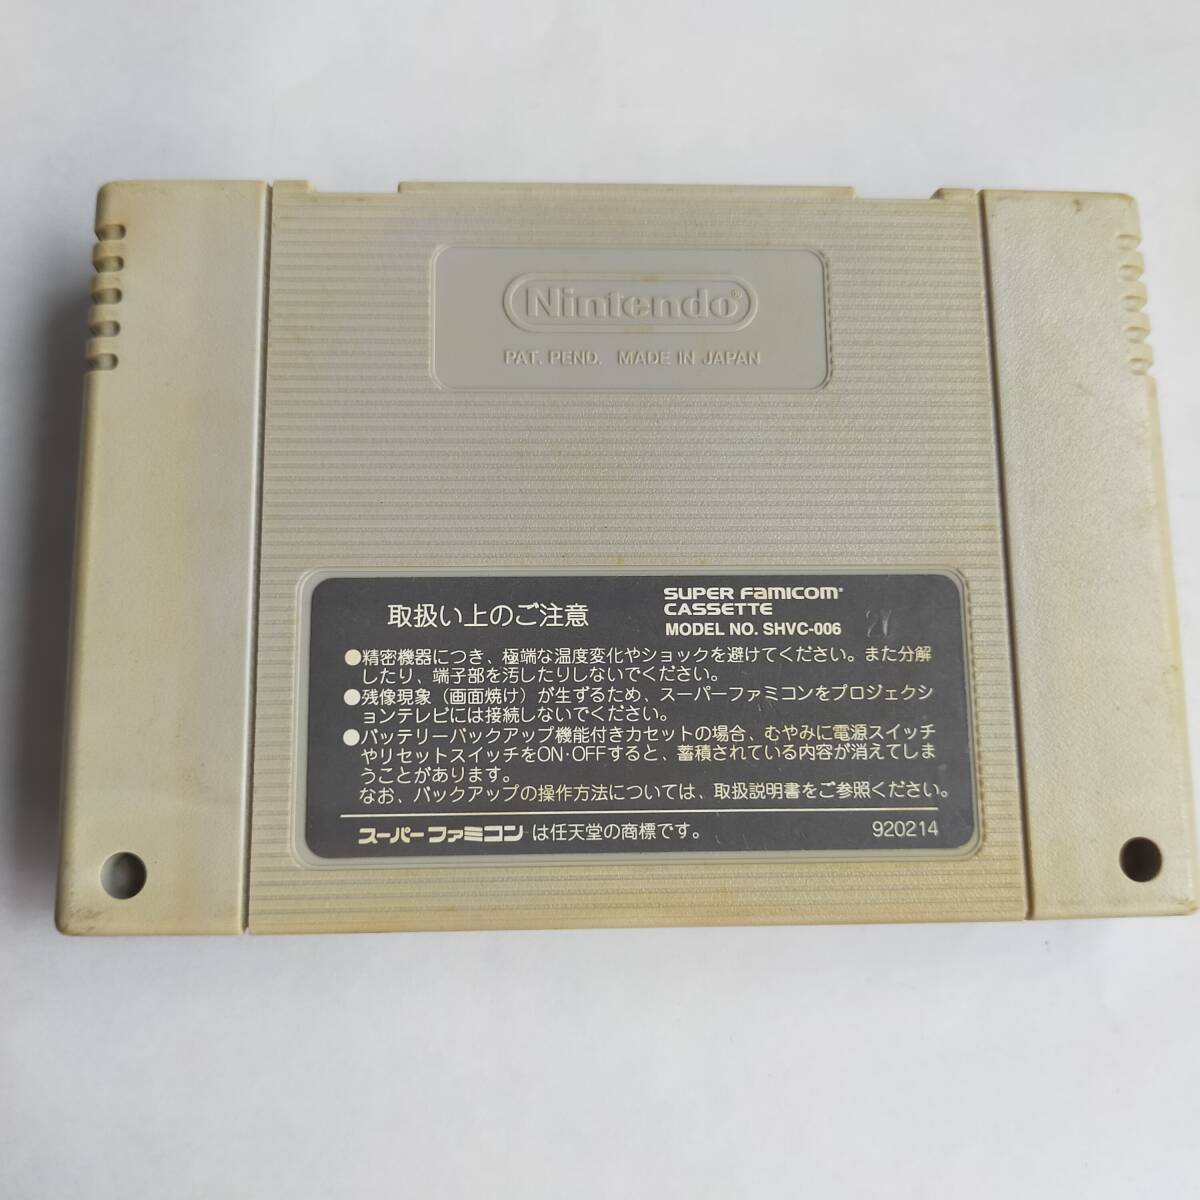 Nintendo®
PAT. PEND. MADE IN JAPAN
取扱い上のご注意
SUPER FAMICOM®
CASSETTE
MODEL NO. SHVC-006
●精密機器につき、極端な温度変化やショックを避けてください。また分解
したり、端子部を汚したりしないでください。
●残像現象（画面焼け）が生ずるため、スーパーファミコンをプロジェクシ
ョンテレビには接続しないでください。
●バッテリーバックアップ機能付きカセットの場合、むやみに電源スイッチ
やリセットスイッチをON・OFFすると、蓄積されている内容が消えてしま
うことがあります。
なお、バックアップの操作方法については、取扱説明書をご参照ください。
スーパーファミコン は任天堂の商標です。
920214